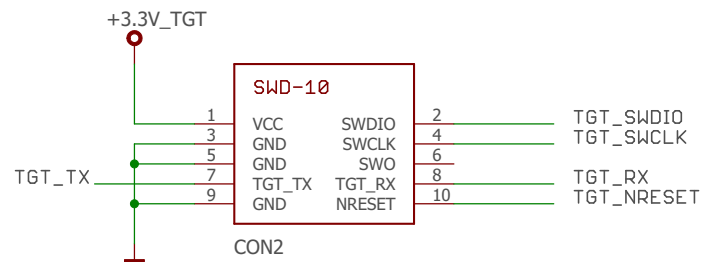 +3.3V_TGT
SWD-10
1 VCC SWDIO 2 TGT_SWDIO
3 GND SWCLK 4 TGT_SWCLK
5 GND SWO 6
TGT_TX 7 TGT_TX TGT_RX 8 TGT_RX
9 GND NRESET 10 TGT_NRESET
CON2